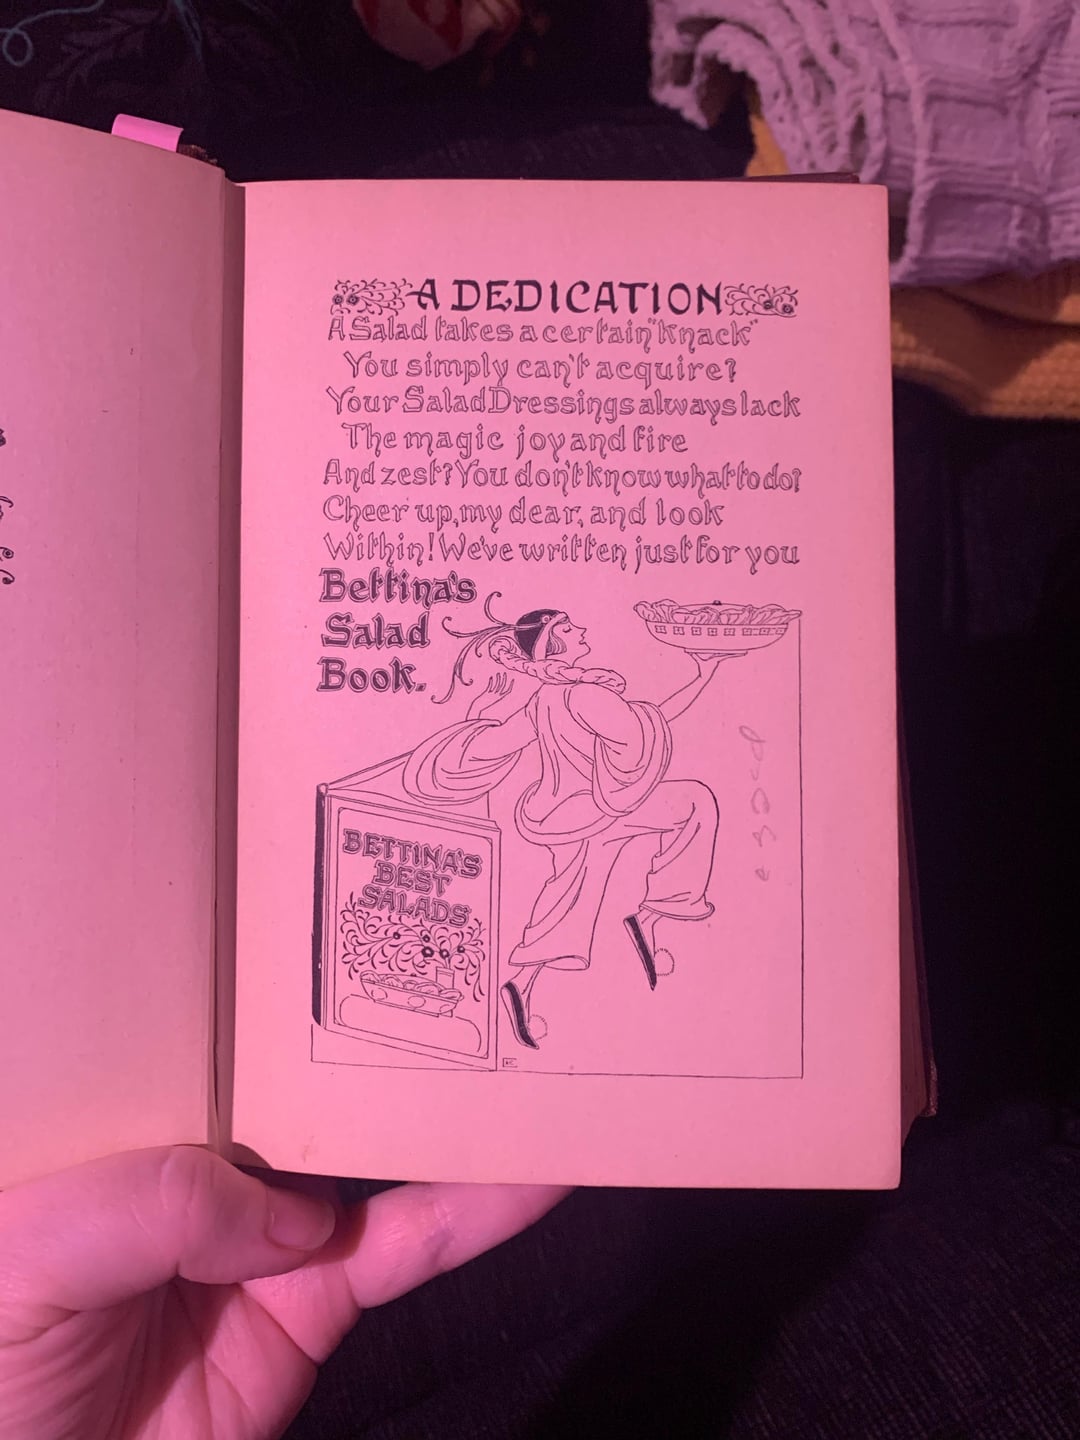 A DEDICATION
A Salad takes a certain "Knack"
You simply can't acquire?
Your Salad Dressings always lack
The magic joy and fire
And zest? You don't know what to do?
Cheer up, my dear, and look
Within! We've written just for you
Bettina's
Salad
Book.
BETTINA'S
BEST
SALADS